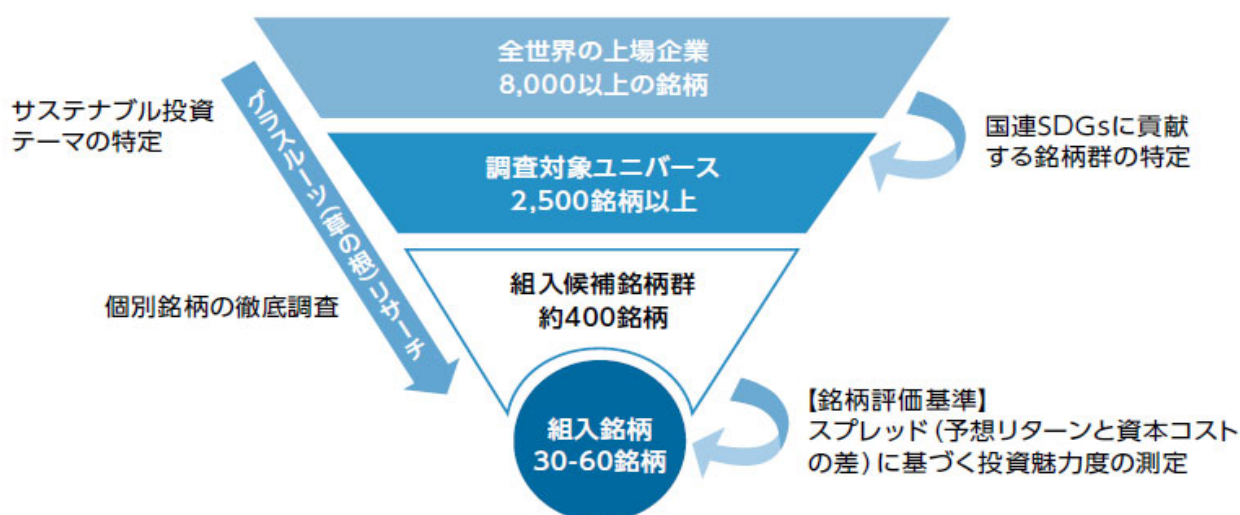 全世界の上場企業
8,000以上の銘柄
サステナブル投資
テーマの特定
グラスルーツ(草の根)リサーチ
国連SDGsに貢献
する銘柄群の特定
調査対象ユニバース
2,500銘柄以上
組入候補銘柄群
約400銘柄
個別銘柄の徹底調査
組入銘柄
30-60銘柄
【銘柄評価基準】
スプレッド(予想リターンと資本コスト
の差)に基づく投資魅力度の測定